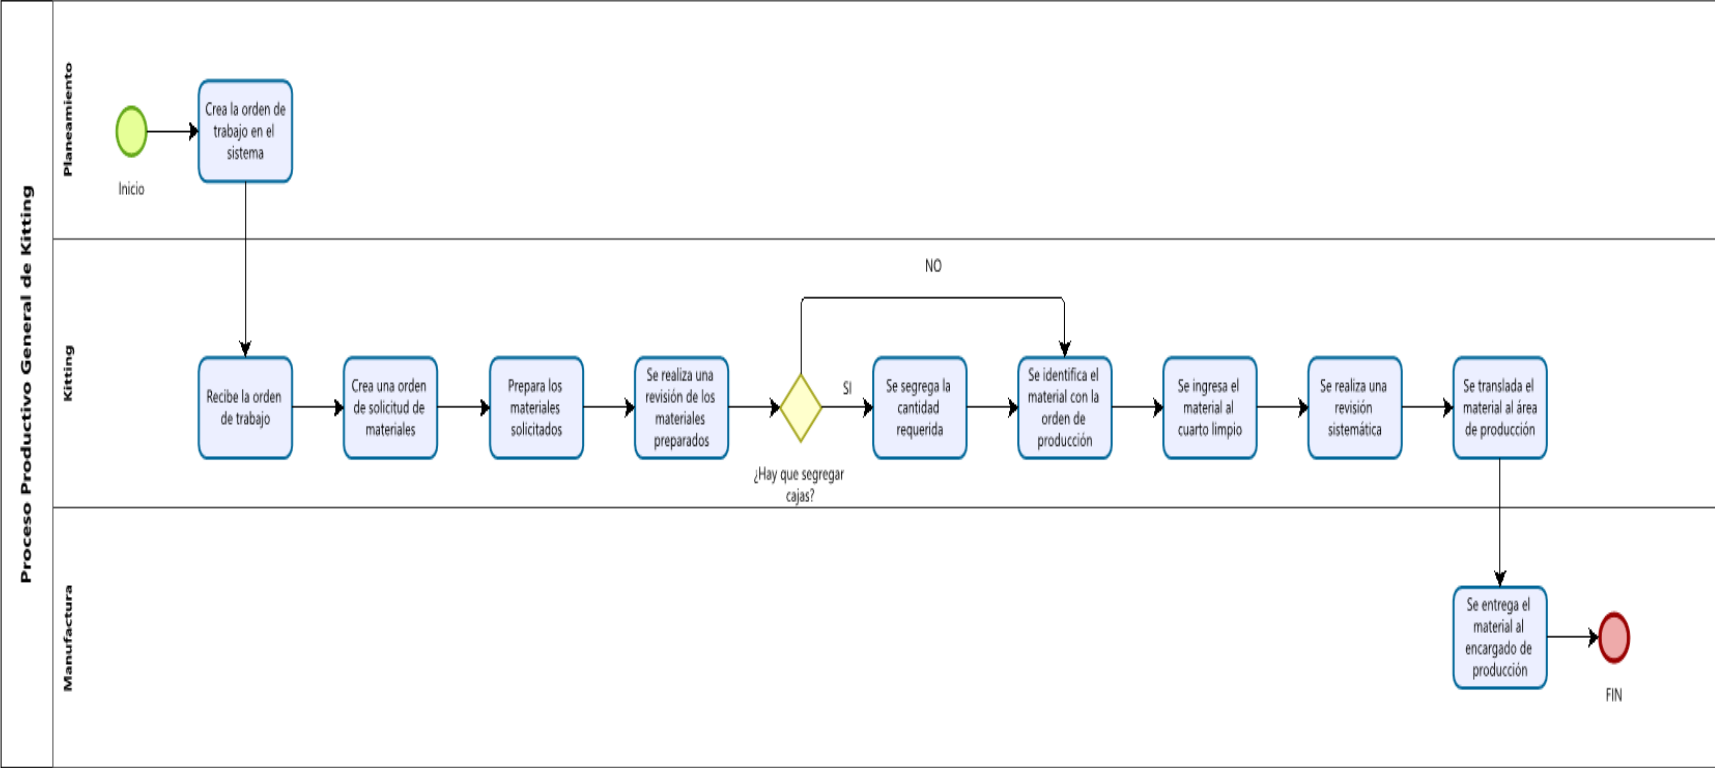 Proceso Productivo General de Kitting
Planeamiento
Inicio
Crea la orden de
trabajo en el
sistema
Kitting
Recibe la orden
de trabajo
Crea una orden
de solicitud de
materiales
Prepara los
materiales
solicitados
Se realiza una
revisión de los
materiales
preparados
¿Hay que segregar
cajas?
NO
SI
Se segrega la
cantidad
requerida
Se identifica el
material con la
orden de
producción
Se ingresa el
material al
cuarto limpio
Se realiza una
revisión
sistemática
Se translada el
material al área
de producción
Manufactura
Se entrega el
material al
encargado de
producción
FIN